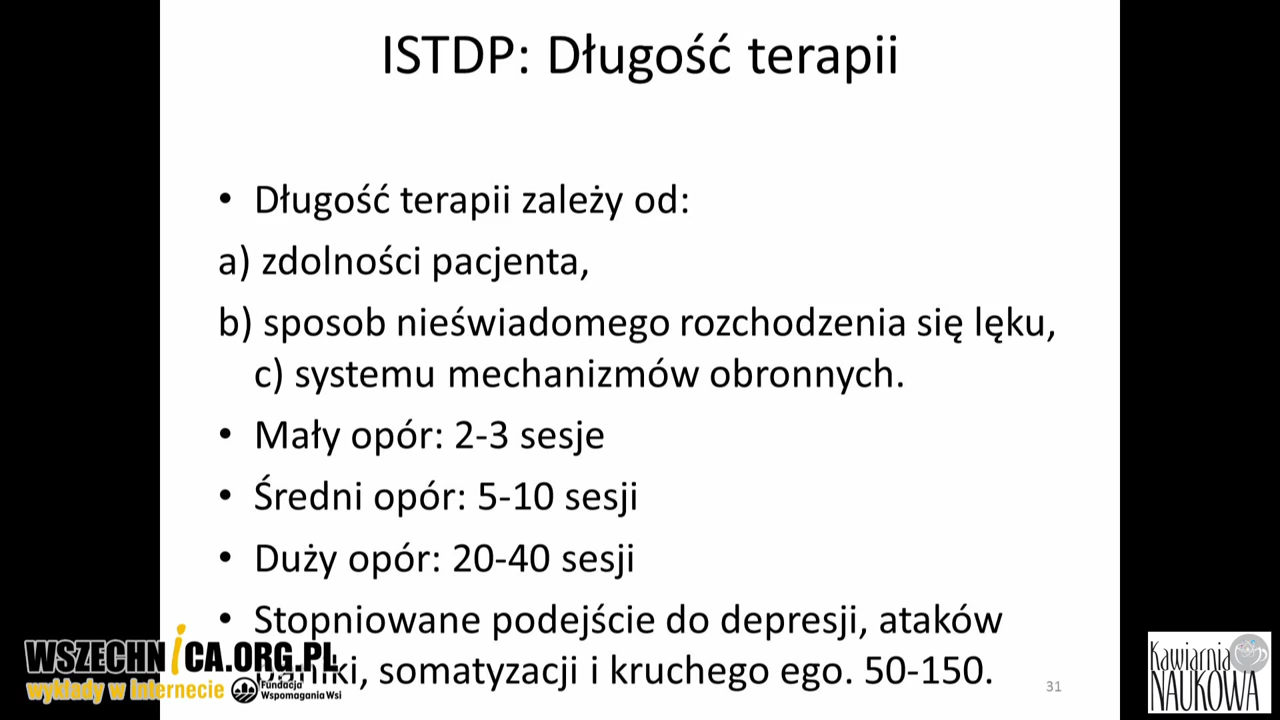 ISTDP: Długość terapii
• Długość terapii zależy od:
a) zdolności pacjenta,
b) sposob nieświadomego rozchodzenia się lęku,
c) systemu mechanizmów obronnych.
• Mały opór: 2-3 sesje
• Średni opór: 5-10 sesji
• Duży opór: 20-40 sesji
• Stopniowane podejście do depresji, ataków
paniki, somatyzacji i kruchego ego. 50-150.
31
WSZECHNICA.ORG.PL
wykłady w Internecie
Fundacja
Wspomagania Wsi
Kawiarnia
NAUKOWA